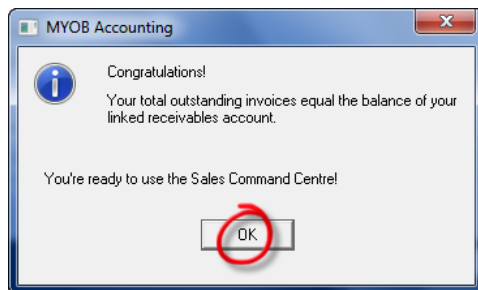 MYOB Accounting
Congratulations!
Your total outstanding invoices equal the balance of your
linked receivables account.
You're ready to use the Sales Command Centre!
OK